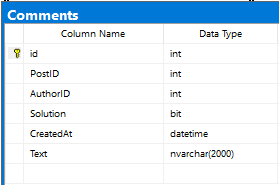 Comments
Column Name Data Type
id int
PostID int
AuthorID int
Solution bit
CreatedAt datetime
Text nvarchar(2000)